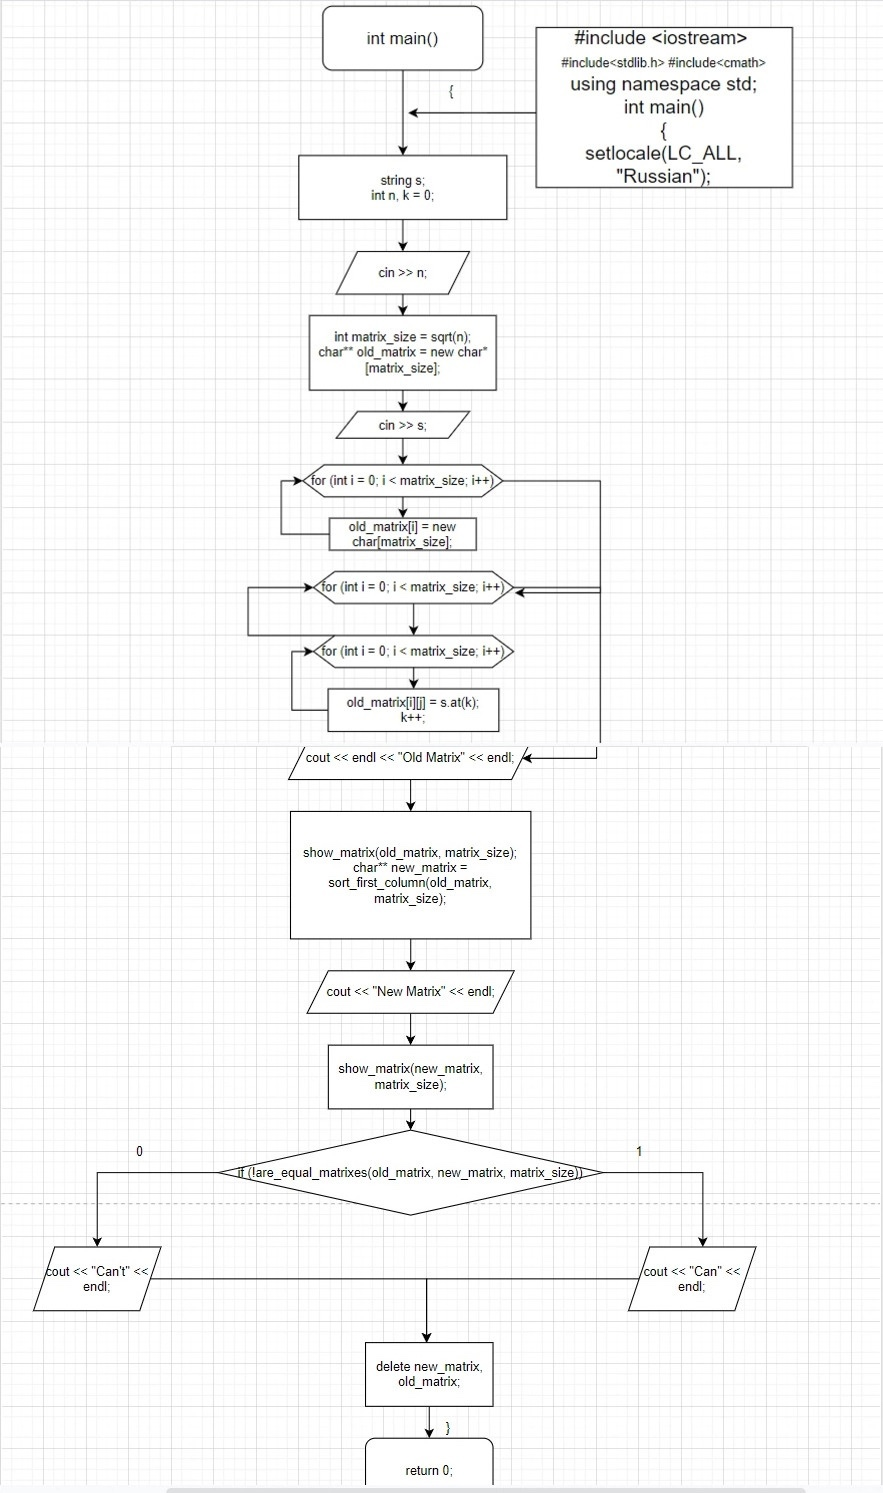 int main()
#include <iostream>
#include<stdlib.h> #include<cmath>
using namespace std;
int main()
{
setlocale(LC_ALL,
"Russian");
{
string s;
int n, k = 0;
cin >> n;
int matrix_size = sqrt(n);
char** old_matrix = new char*
[matrix_size];
cin >> s;
for (int i = 0; i < matrix_size; i++)
old_matrix[i] = new
char[matrix_size];
for (int i = 0; i < matrix_size; i++)
for (int i = 0; i < matrix_size; i++)
old_matrix[i][j] = s.at(k);
k++;
cout << endl << "Old Matrix" << endl;
show_matrix(old_matrix, matrix_size);
char** new_matrix =
sort_first_column(old_matrix,
matrix_size);
cout << "New Matrix" << endl;
show_matrix(new_matrix,
matrix_size);
0
1
if (!are_equal_matrixes(old_matrix, new_matrix, matrix_size))
cout << "Can't" <<
endl;
cout << "Can" <<
endl;
delete new_matrix,
old_matrix;
}
return 0;